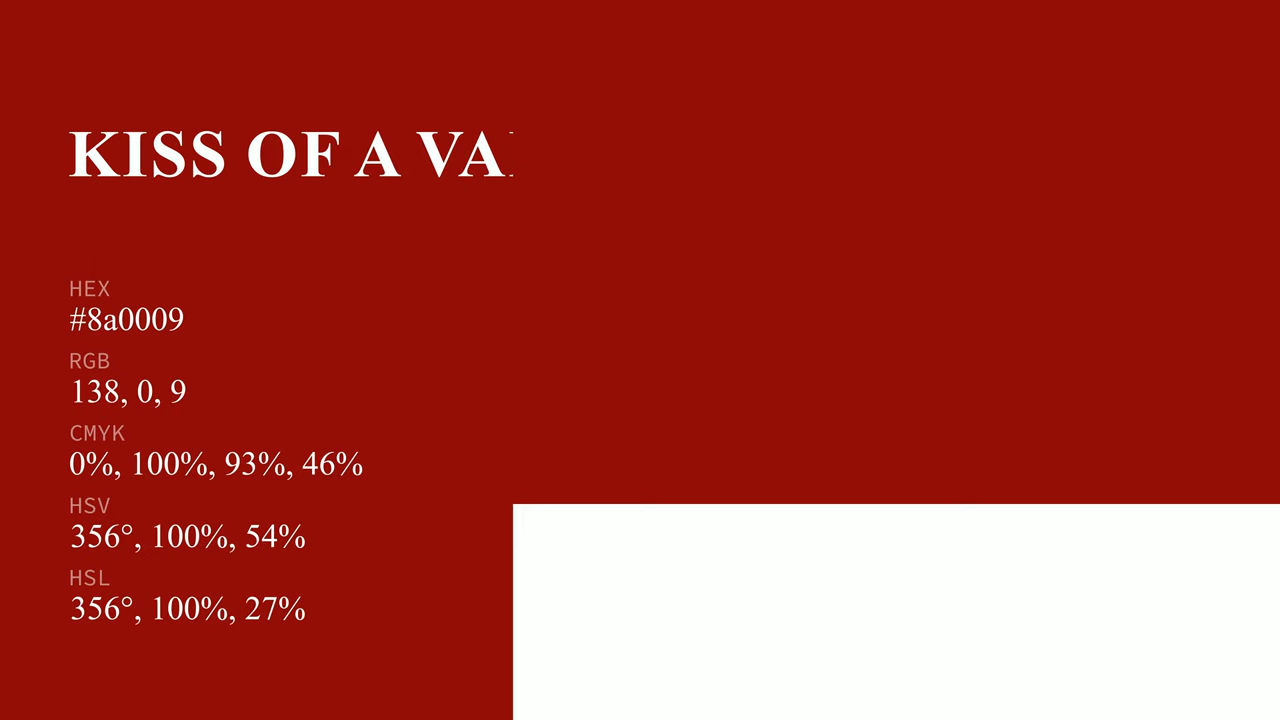 KISS OF A VA
HEX
#8a0009
RGB
138, 0, 9
CMYK
0%, 100%, 93%, 46%
HSV
356°, 100%, 54%
HSL
356°, 100%, 27%